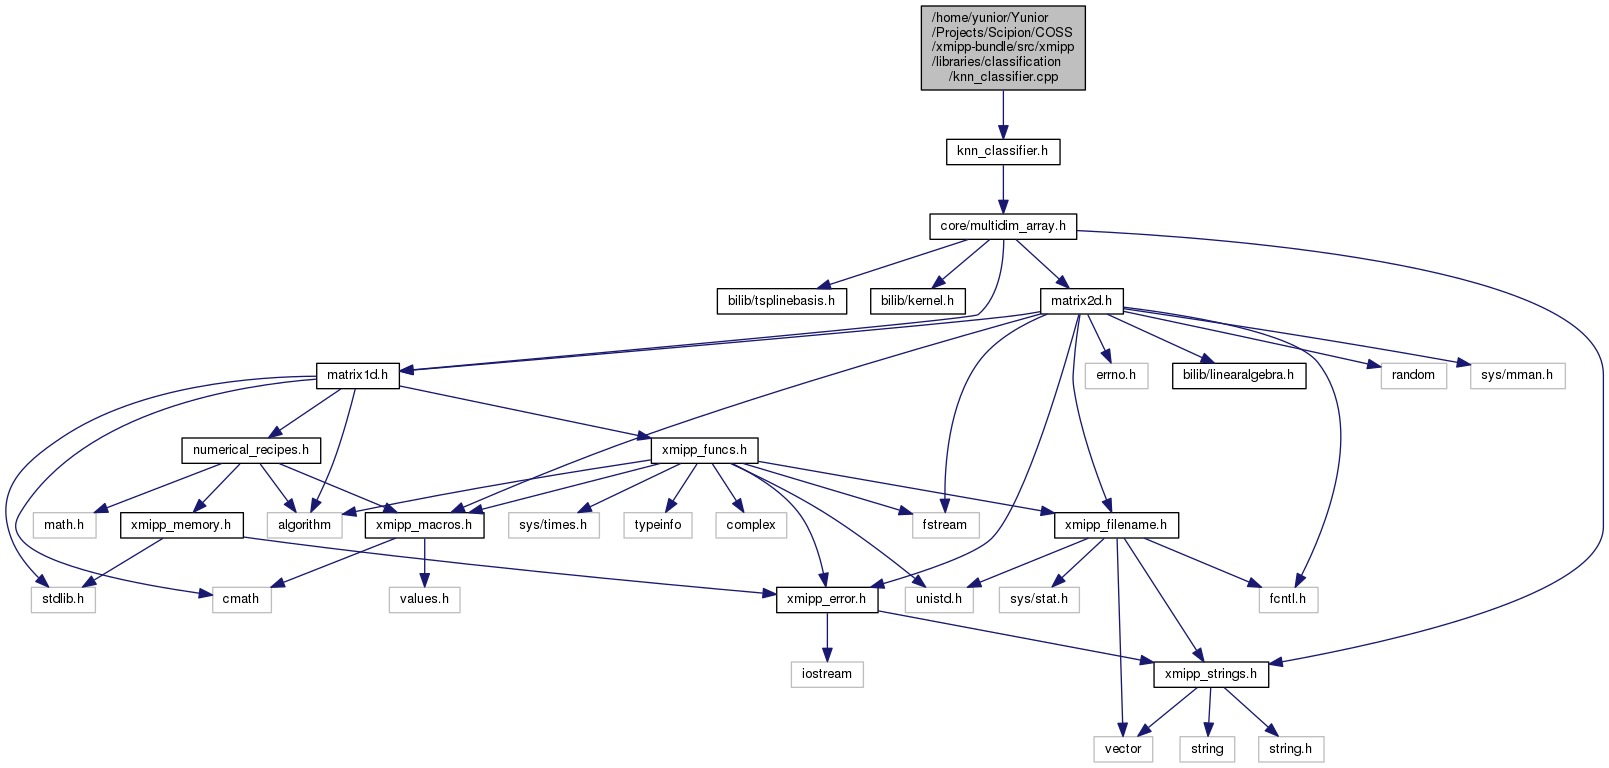 /home/yunior/Yunior
/Projects/Scipion/COSS
/xmipp-bundle/src/xmipp
/libraries/classification
/knn_classifier.cpp
knn_classifier.h
core/multidim_array.h
bilib/tsplinebasis.h
bilib/kernel.h
matrix2d.h
matrix1d.h
errno.h
bilib/linearalgebra.h
random
sys/mman.h
numerical_recipes.h
xmipp_funcs.h
math.h
xmipp_memory.h
algorithm
xmipp_macros.h
sys/times.h
typeinfo
complex
fstream
xmipp_filename.h
stdlib.h
cmath
values.h
xmipp_error.h
unistd.h
sys/stat.h
fcntl.h
iostream
xmipp_strings.h
vector
string
string.h